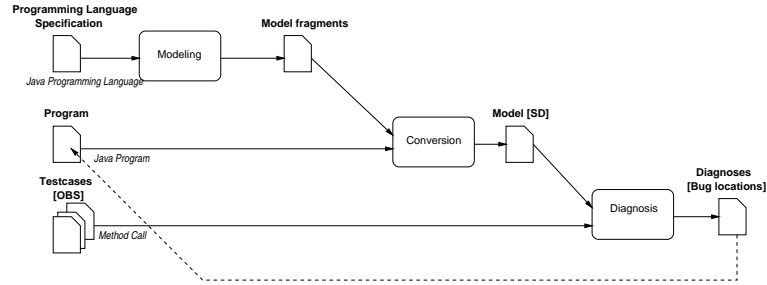 Programming Language
Specification
Model fragments
Modeling
Java Programming Language
Program
Model [SD]
Conversion
Java Program
Testcases
[OBS]
Diagnoses
[Bug locations]
Diagnosis
Method Call